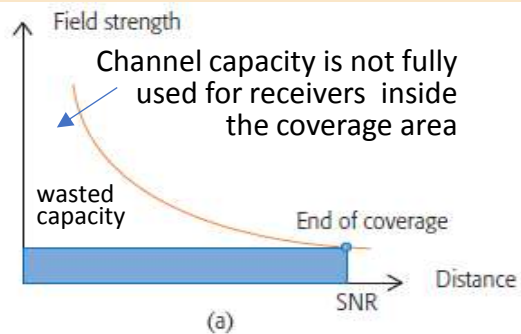 Field strength
Channel capacity is not fully
used for receivers inside
the coverage area
wasted
capacity
End of coverage
Distance
SNR
(a)